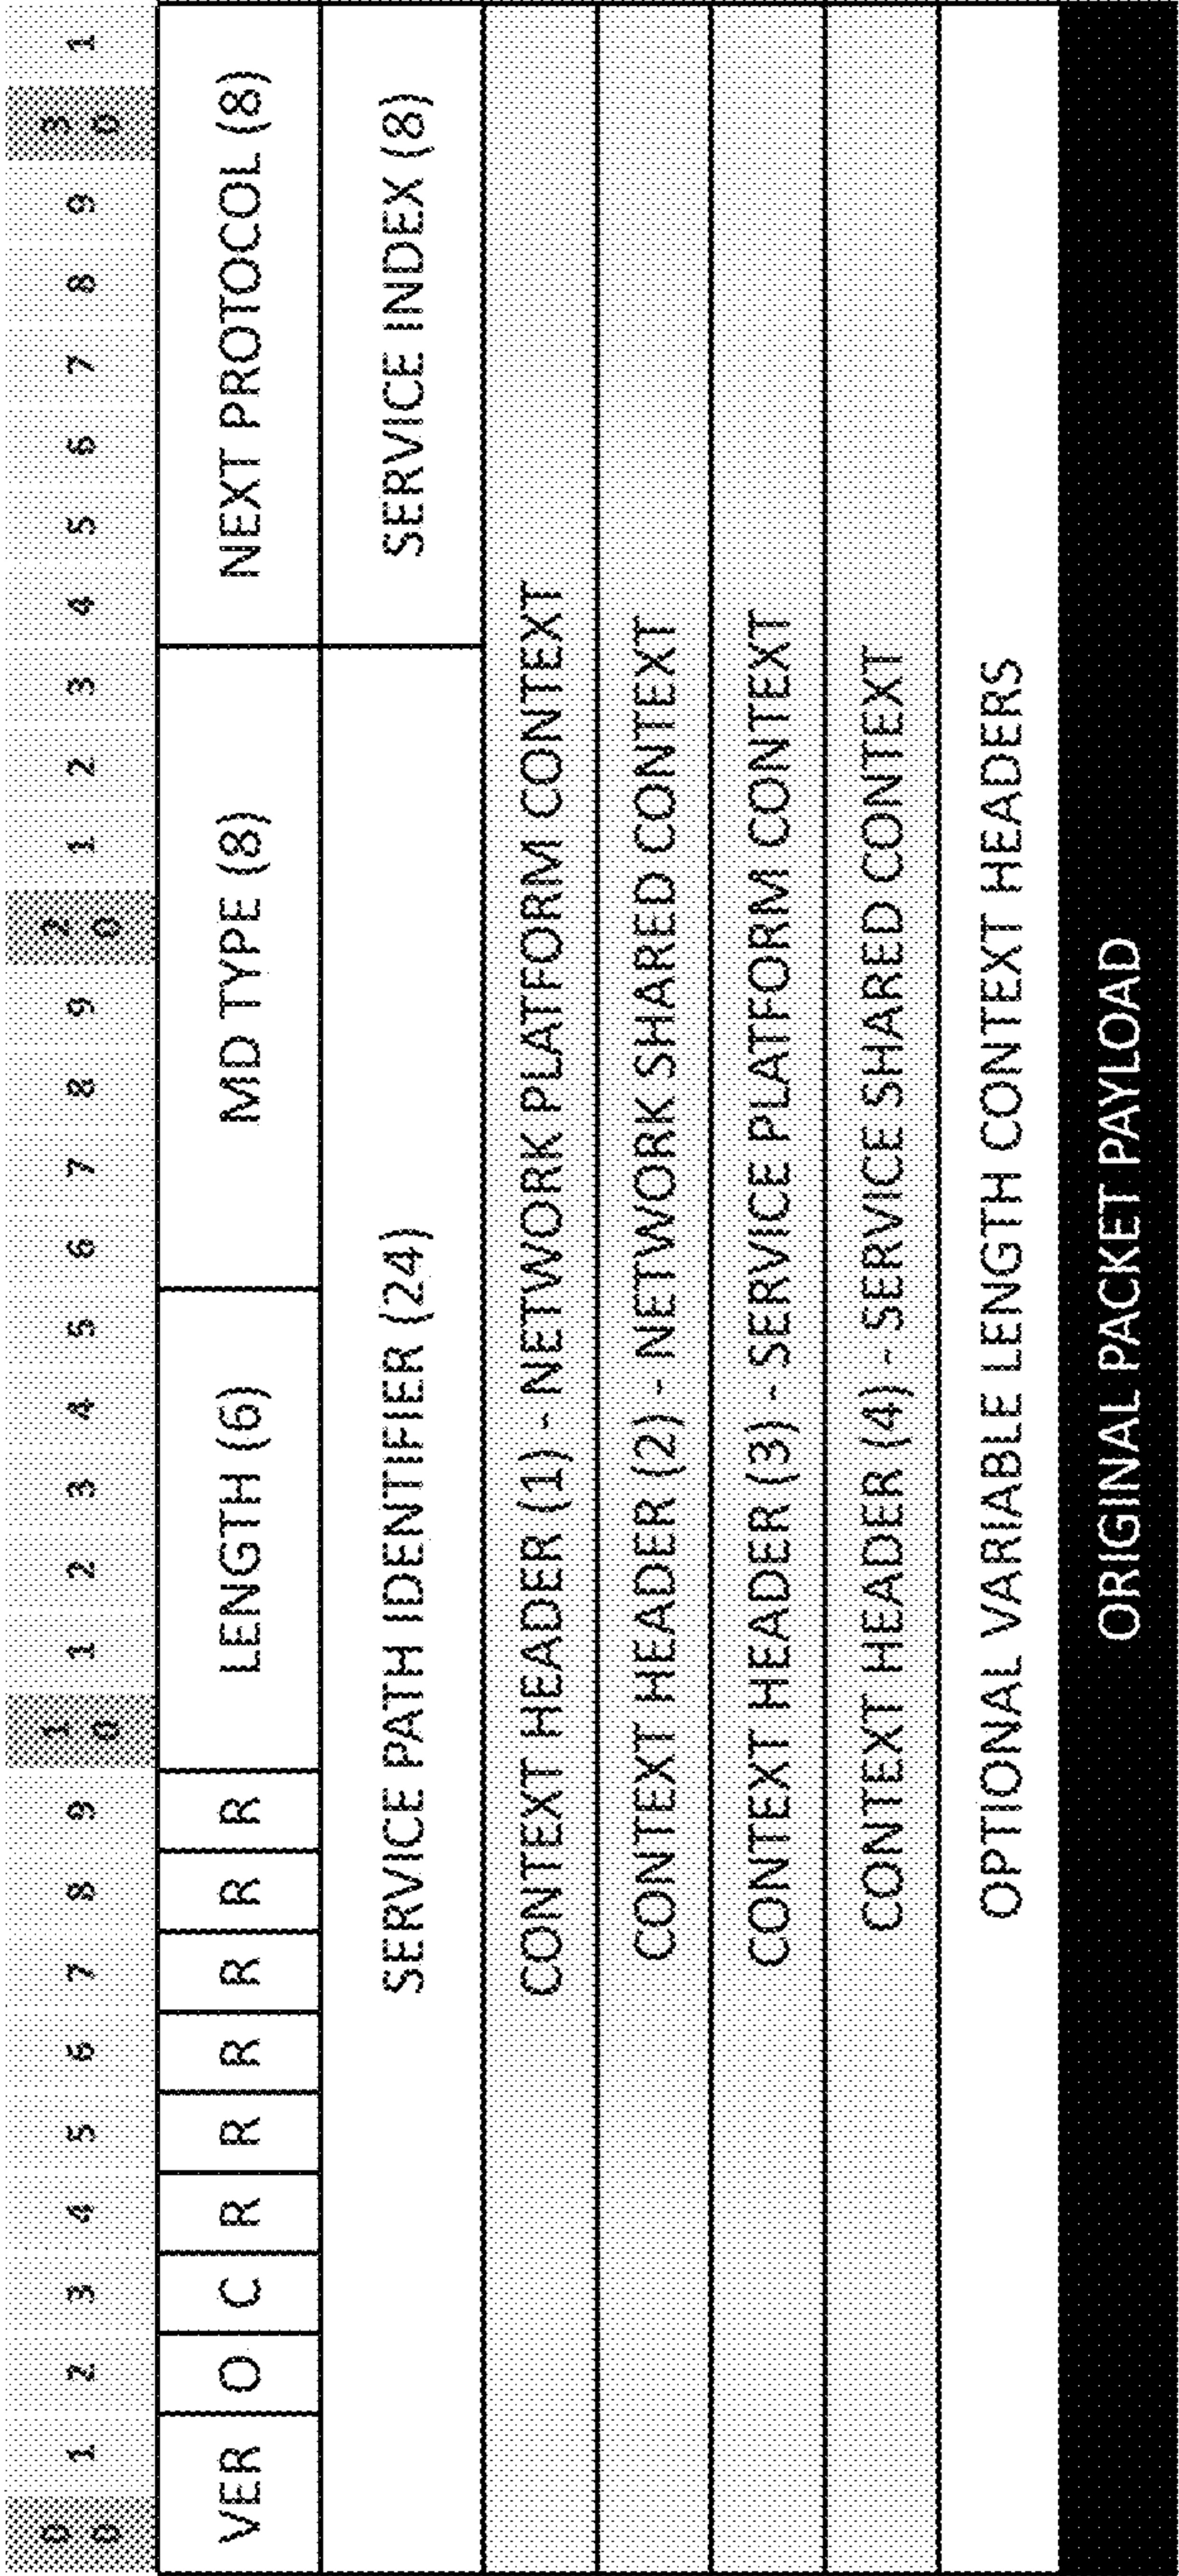 0 1 2 3
0 1 2 3 4 5 6 7 8 9 0 1 2 3 4 5 6 7 8 9 0 1 2 3 4 5 6 7 8 9 0 1
VER O C R R R R R R LENGTH (6) MD TYPE (8) NEXT PROTOCOL (8)
SERVICE PATH IDENTIFIER (24) SERVICE INDEX (8)
CONTEXT HEADER (1) - NETWORK PLATFORM CONTEXT
CONTEXT HEADER (2) - NETWORK SHARED CONTEXT
CONTEXT HEADER (3) - SERVICE PLATFORM CONTEXT
CONTEXT HEADER (4) - SERVICE SHARED CONTEXT
OPTIONAL VARIABLE LENGTH CONTEXT HEADERS
ORIGINAL PACKET PAYLOAD